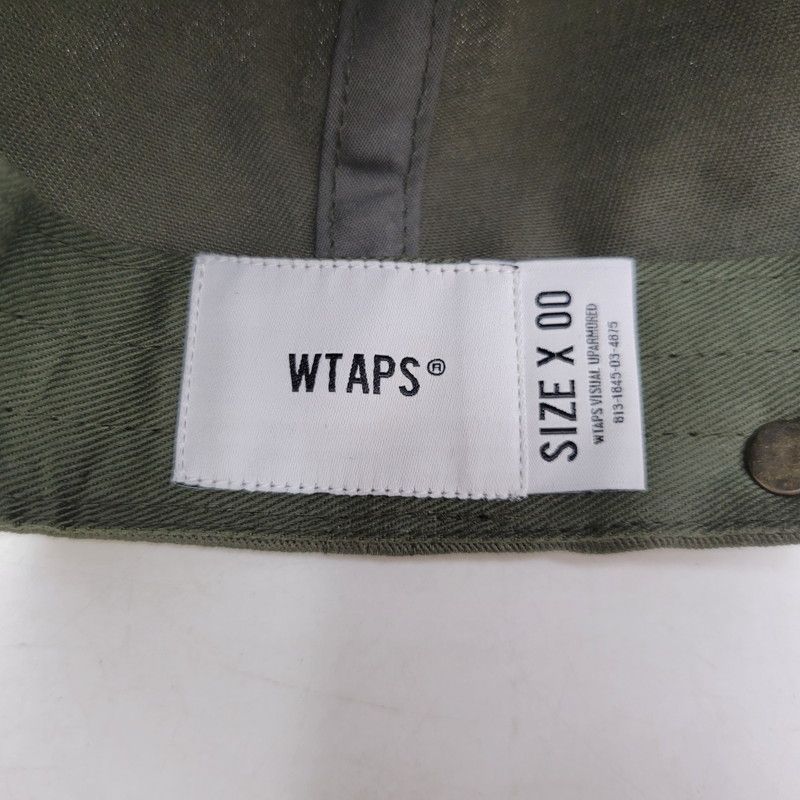 WTAPS®
SIZE X 00
WTAPS VISUAL UPARMORED
813-1845-03-4875